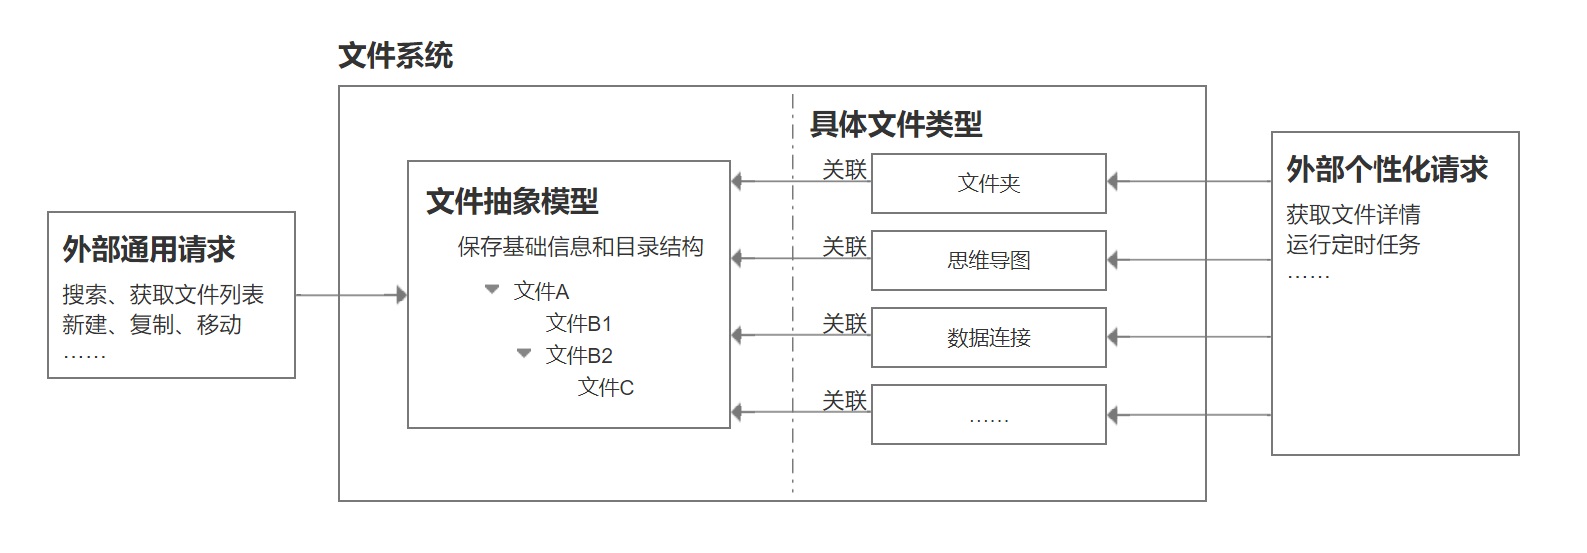 文件系统
外部通用请求
搜索、获取文件列表
新建、复制、移动
……
文件抽象模型
保存基础信息和目录结构
文件A
文件B1
文件B2
文件C
具体文件类型
关联
文件夹
关联
思维导图
关联
数据连接
关联
……
外部个性化请求
获取文件详情
运行定时任务
……